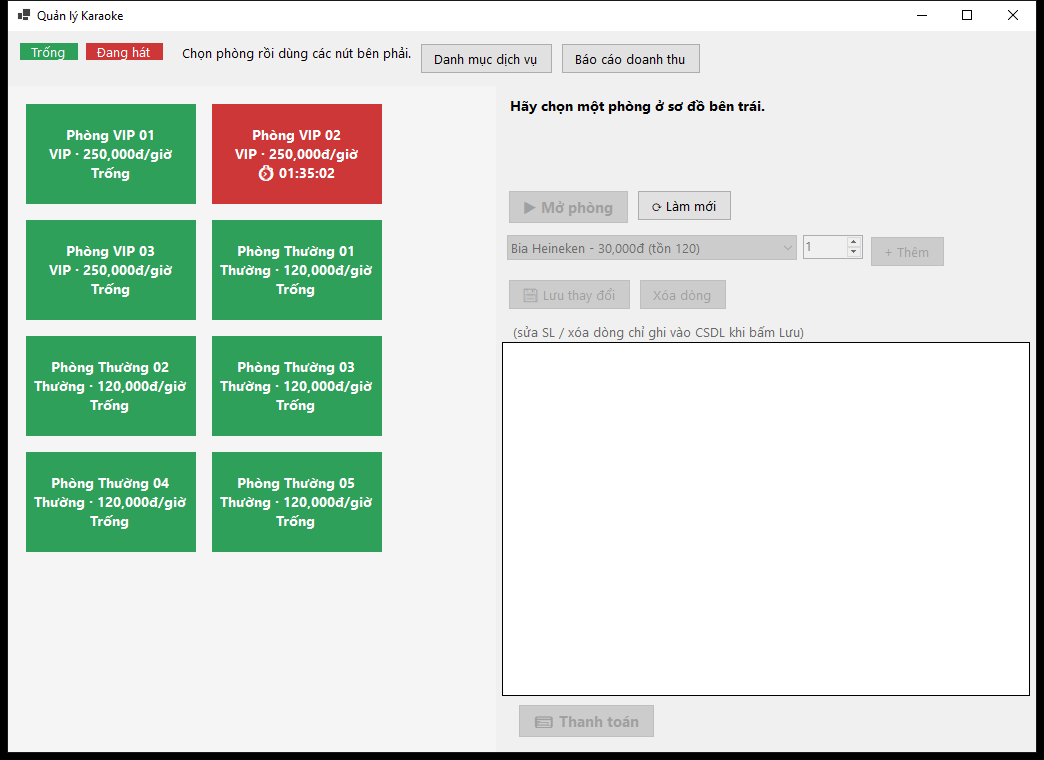 Quản lý Karaoke
Trống Đang hát Chọn phòng rồi dùng các nút bên phải. Danh mục dịch vụ Báo cáo doanh thu
Phòng VIP 01
VIP · 250,000đ/giờ
Trống
Phòng VIP 02
VIP · 250,000đ/giờ
01:35:02
Phòng VIP 03
VIP · 250,000đ/giờ
Trống
Phòng Thường 01
Thường · 120,000đ/giờ
Trống
Phòng Thường 02
Thường · 120,000đ/giờ
Trống
Phòng Thường 03
Thường · 120,000đ/giờ
Trống
Phòng Thường 04
Thường · 120,000đ/giờ
Trống
Phòng Thường 05
Thường · 120,000đ/giờ
Trống
Hãy chọn một phòng ở sơ đồ bên trái.
▶ Mở phòng ⟳ Làm mới
Bia Heineken - 30,000đ (tồn 120) 1 + Thêm
Lưu thay đổi Xóa dòng
(sửa SL / xóa dòng chỉ ghi vào CSDL khi bấm Lưu)
Thanh toán